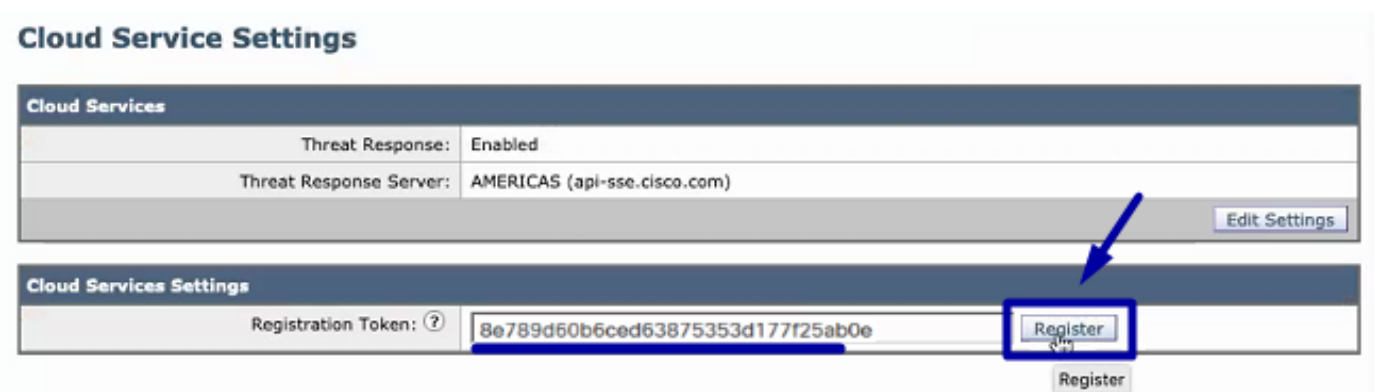 Cloud Service Settings
Cloud Services
Threat Response: Enabled
Threat Response Server: AMERICAS (api-sse.cisco.com)
Edit Settings
Cloud Services Settings
Registration Token: ? 8e789d60b6ced63875353d177f25ab0e Register
Register